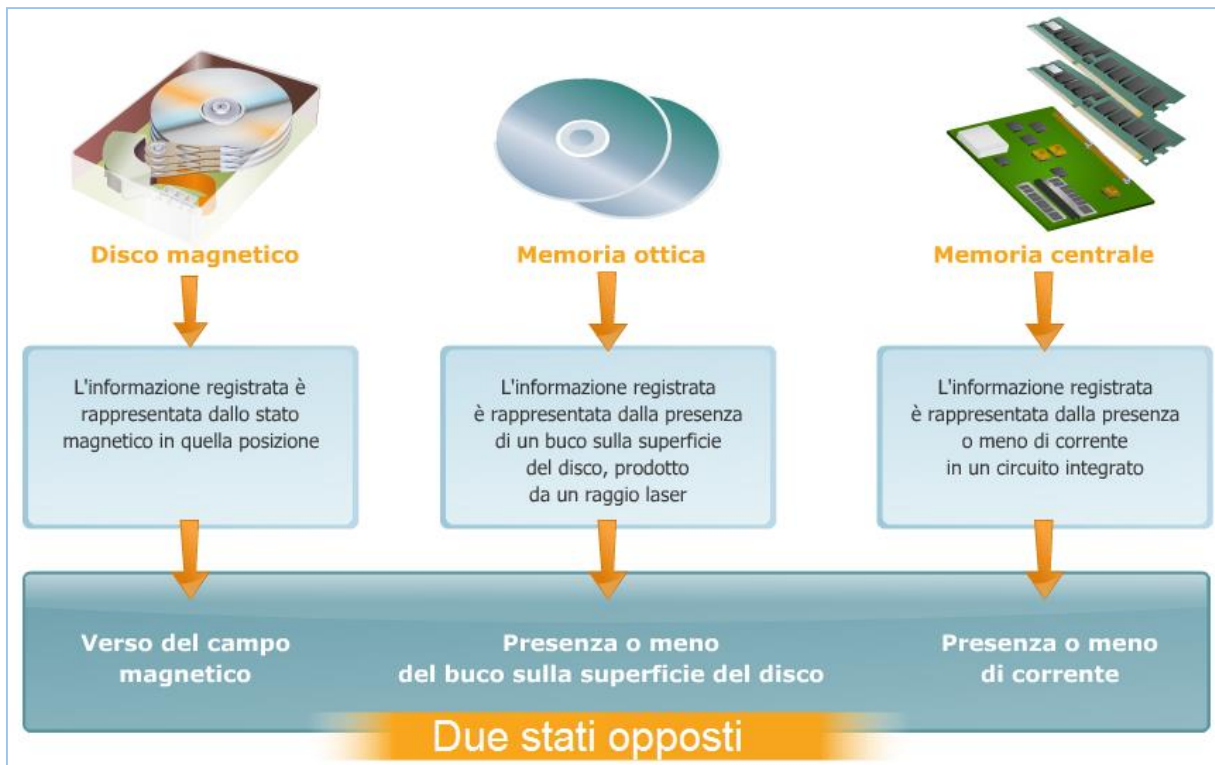 Disco magnetico
Memoria ottica
Memoria centrale
L'informazione registrata è
rappresentata dallo stato
magnetico in quella posizione
L'informazione registrata
è rappresentata dalla presenza
di un buco sulla superficie
del disco, prodotto
da un raggio laser
L'informazione registrata
è rappresentata dalla presenza
o meno di corrente
in un circuito integrato
Verso del campo
magnetico
Presenza o meno
del buco sulla superficie del disco
Presenza o meno
di corrente
Due stati opposti